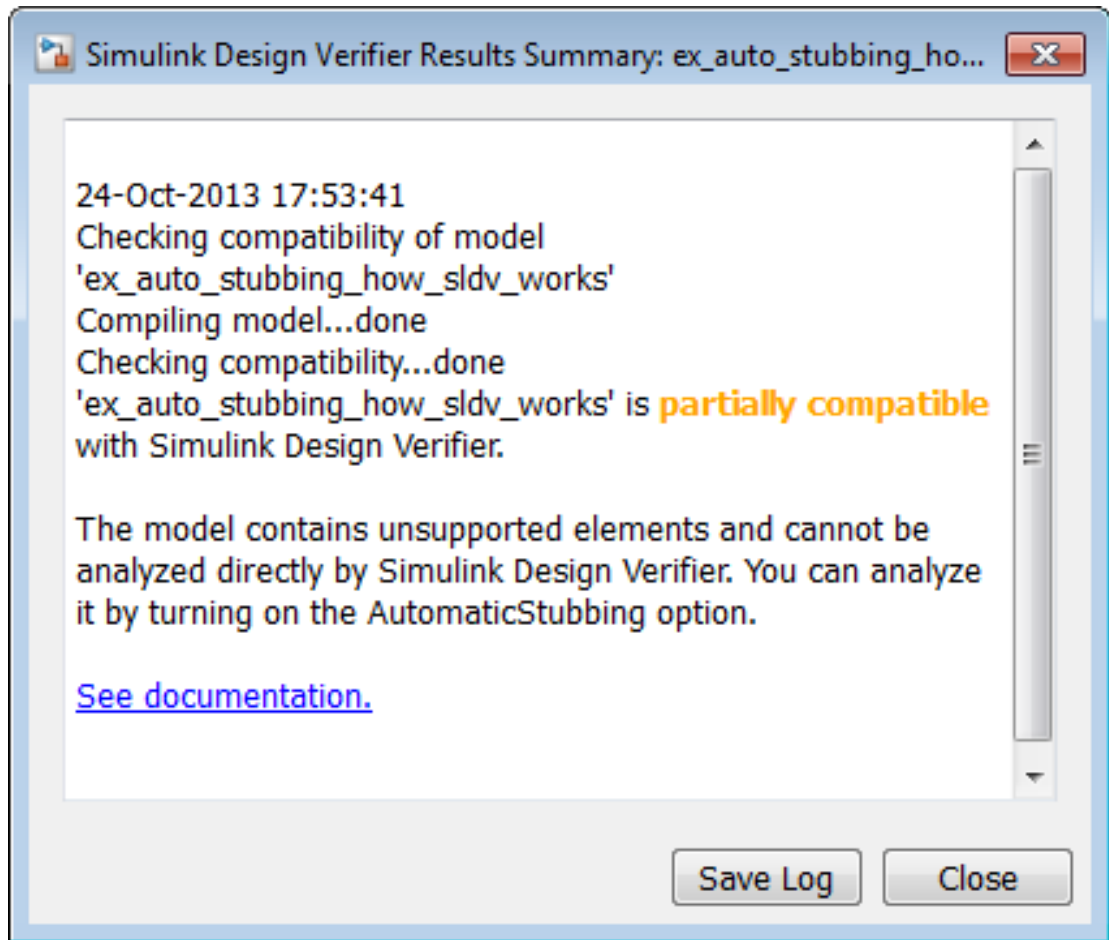 Simulink Design Verifier Results Summary: ex_auto_stubbing_ho...
24-Oct-2013 17:53:41
Checking compatibility of model
'ex_auto_stubbing_how_sldv_works'
Compiling model...done
Checking compatibility...done
'ex_auto_stubbing_how_sldv_works' is partially compatible
with Simulink Design Verifier.
The model contains unsupported elements and cannot be
analyzed directly by Simulink Design Verifier. You can analyze
it by turning on the AutomaticStubbing option.
See documentation.
Save Log Close